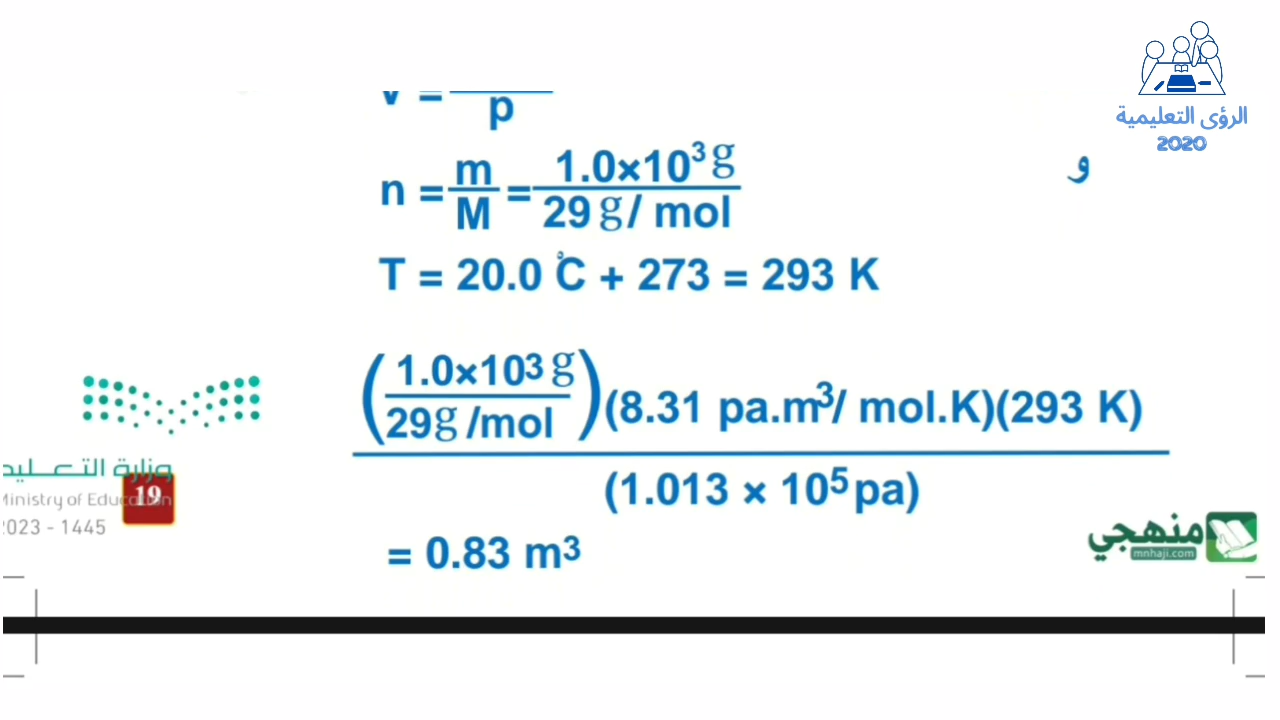 الرؤى التعليمية
2020
V =
p
و
n = m/M = 1.0×10³ g / 29 g / mol
T = 20.0 °C + 273 = 293 K
(1.0×10³ g / 29 g /mol)(8.31 pa.m³/ mol.K)(293 K)
(1.013 × 10⁵ pa)
= 0.83 m³
وزارة التـعـليم
Ministry of Education
2023 - 1445
19
منهجي
mnhaji.com